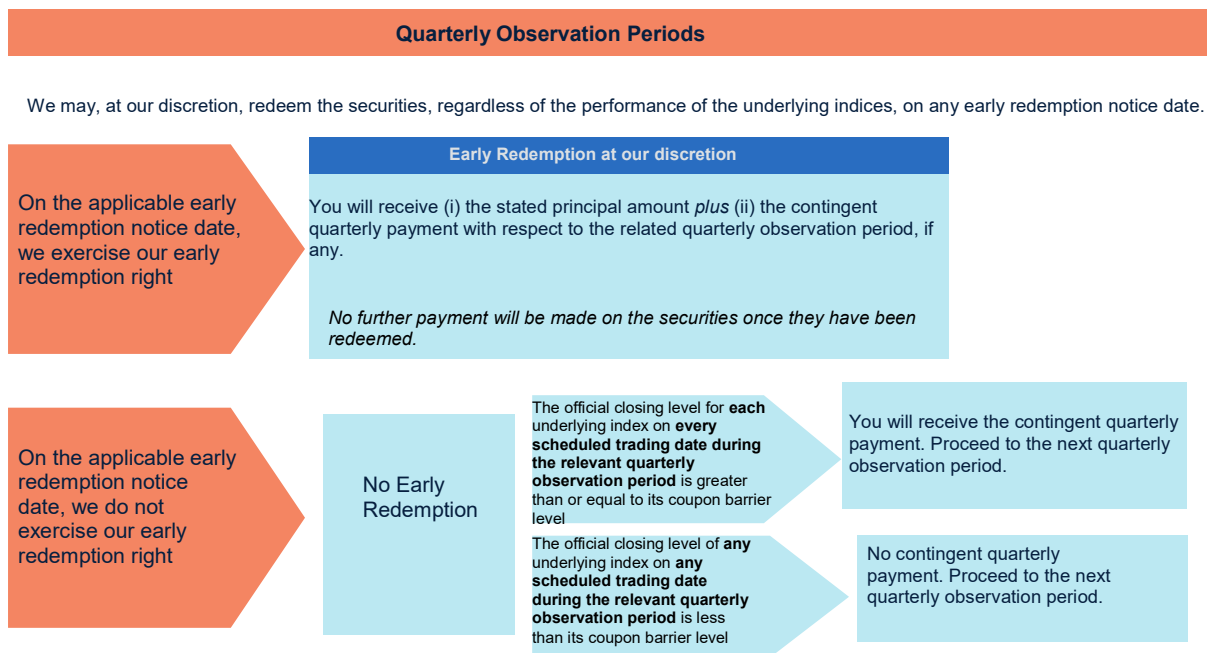 Quarterly Observation Periods
We may, at our discretion, redeem the securities, regardless of the performance of the underlying indices, on any early redemption notice date.
On the applicable early
redemption notice date,
we exercise our early
redemption right
Early Redemption at our discretion
You will receive (i) the stated principal amount plus (ii) the contingent
quarterly payment with respect to the related quarterly observation period, if
any.
No further payment will be made on the securities once they have been
redeemed.
On the applicable early
redemption notice
date, we do not
exercise our early
redemption right
No Early
Redemption
The official closing level for each
underlying index on every
scheduled trading date during
the relevant quarterly
observation period is greater
than or equal to its coupon barrier
level
You will receive the contingent quarterly
payment. Proceed to the next quarterly
observation period.
The official closing level of any
underlying index on any
scheduled trading date
during the relevant quarterly
observation period is less
than its coupon barrier level
No contingent quarterly
payment. Proceed to the next
quarterly observation period.